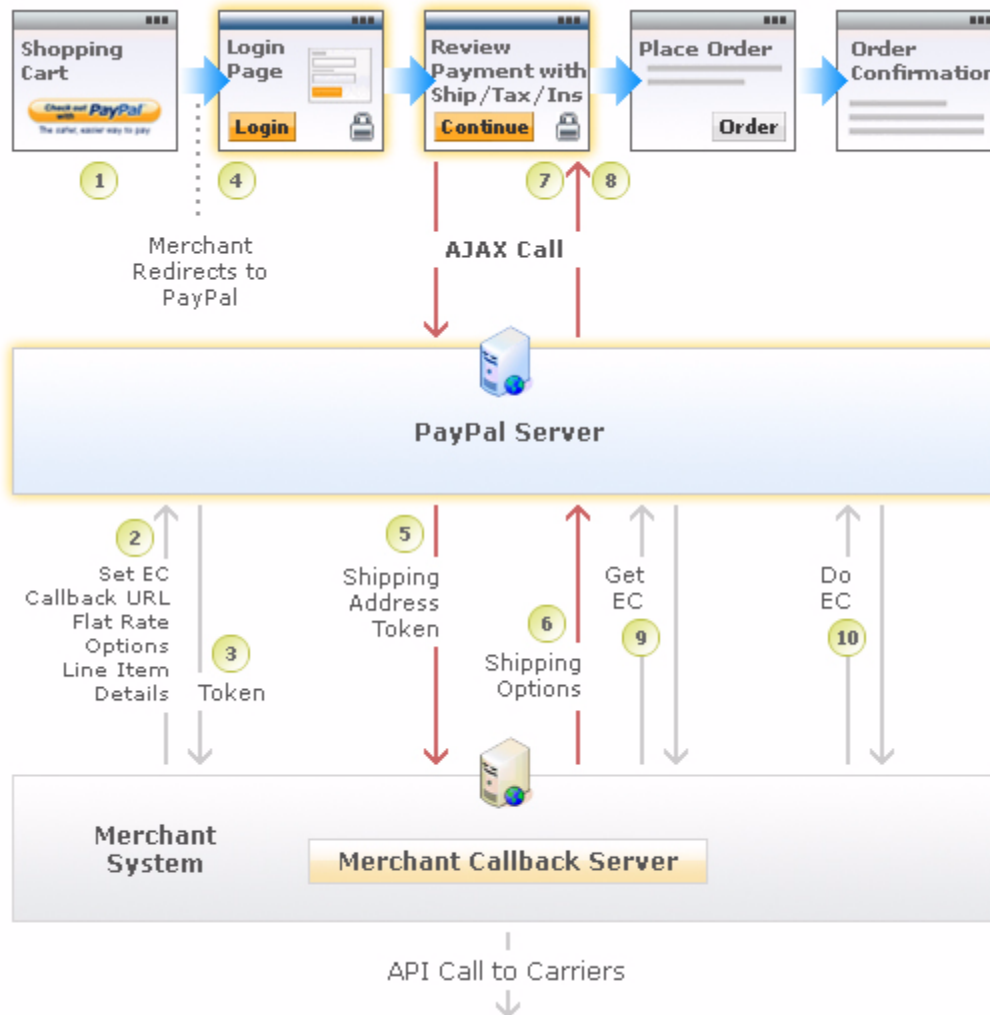 Shopping
Cart
Check out
with PayPal
The safer, easier way to pay
Login
Page
Login
Review
Payment with
Ship/Tax/Ins
Continue
Place Order
Order
Order
Confirmation
1
4
7
8
Merchant
Redirects to
PayPal
AJAX Call
PayPal Server
2
Set EC
Callback URL
Flat Rate
Options
Line Item
Details
3
Token
5
Shipping
Address
Token
6
Shipping
Options
Get
EC
9
Do
EC
10
Merchant
System
Merchant Callback Server
API Call to Carriers